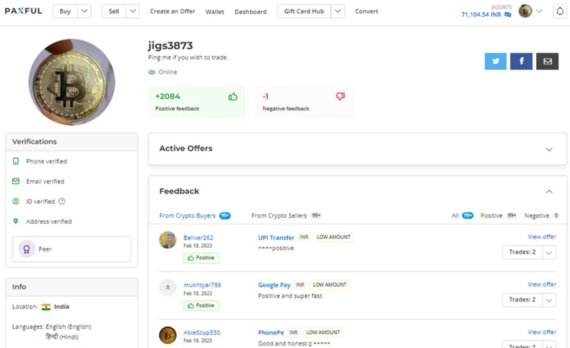 PAXFUL
Buy
Sell
Create an Offer
Wallet
Dashboard
Gift Card Hub
Convert
JIGS3873
71,184.54 INR
jigs3873
Ping me if you wish to trade.
Online
+2084
Positive feedback
-1
Negative feedback
Verifications
Phone verified
Email verified
ID verified
Address verified
Peer
Info
Location: India
Languages: English (English)
हिन्दी (Hindi)
Active Offers
Feedback
From Crypto Buyers 99+
From Crypto Sellers 99+
All 99+ Positive 99+ Negative 0
Beliver262
Feb 18, 2023
Positive
UPI Transfer INR LOW AMOUNT
++++positive
View offer
Trades: 2
mukhtyar786
Feb 18, 2023
Positive
Google Pay INR LOW AMOUNT
Positive and super fast
View offer
Trades: 2
AbleScup350
Feb 18, 2023
PhonePe INR LOW AMOUNT
Good and honest.g +++++
View offer
Trades: 2